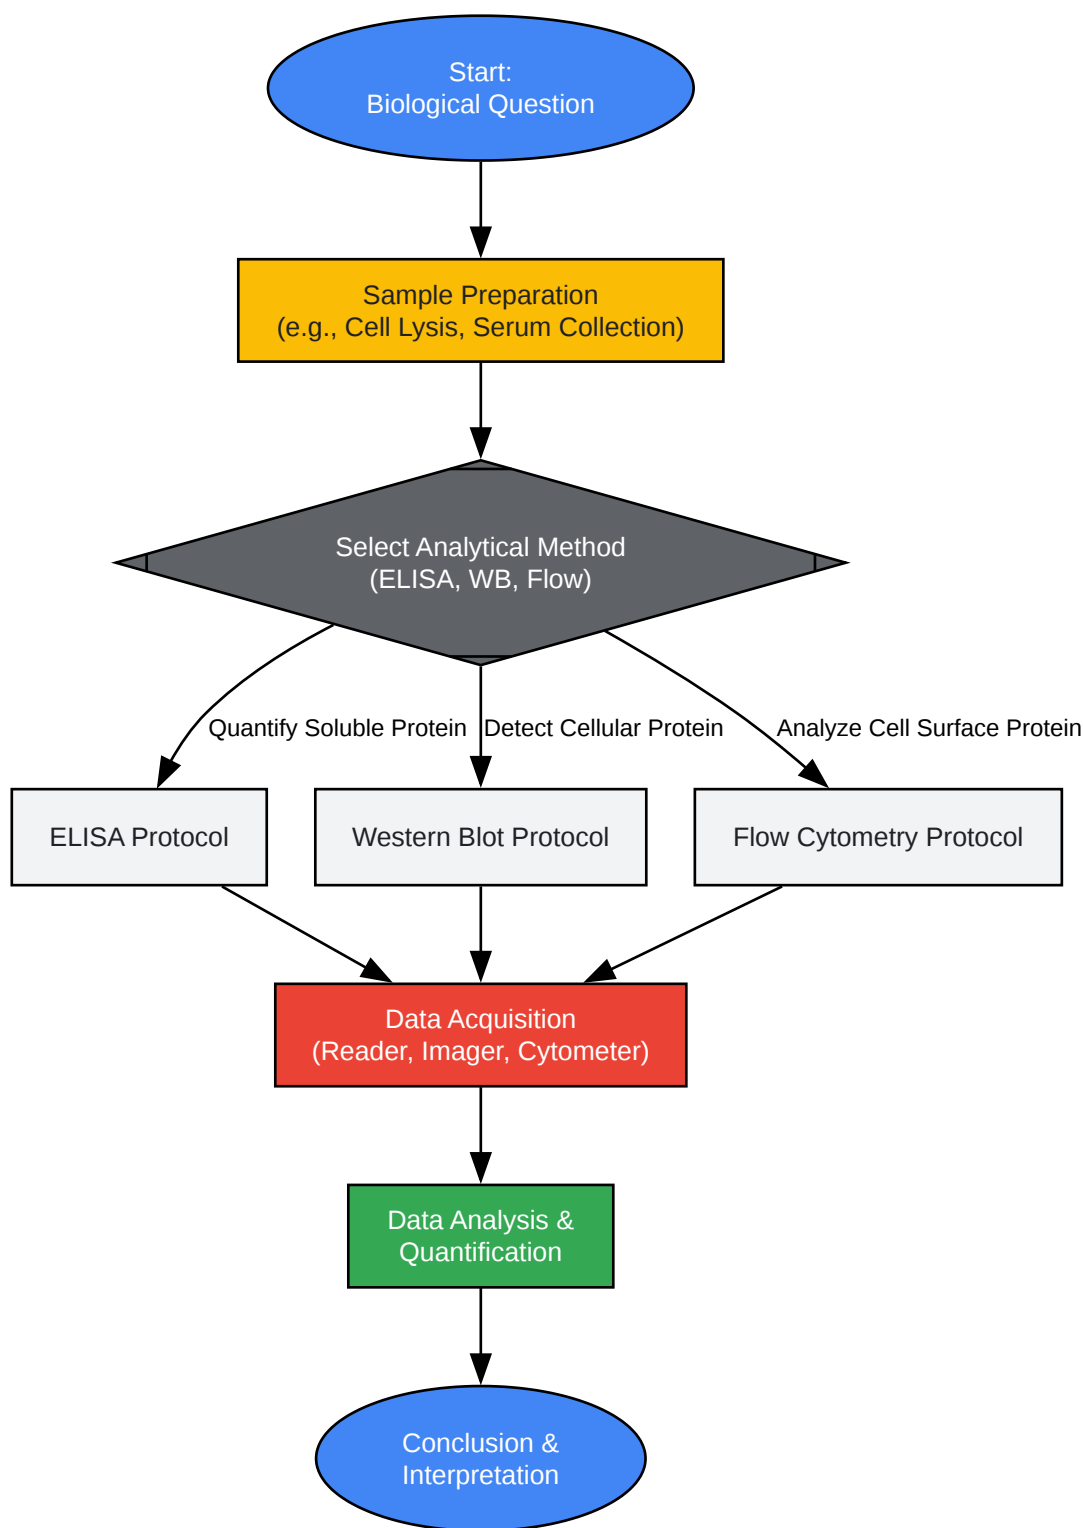 Start:
Biological Question
Sample Preparation
(e.g., Cell Lysis, Serum Collection)
Select Analytical Method
(ELISA, WB, Flow)
Quantify Soluble Protein
Detect Cellular Protein
Analyze Cell Surface Protein
ELISA Protocol
Western Blot Protocol
Flow Cytometry Protocol
Data Acquisition
(Reader, Imager, Cytometer)
Data Analysis &
Quantification
Conclusion &
Interpretation